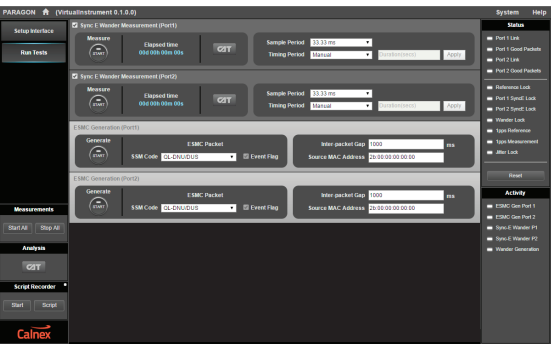 PARAGON (VirtualInstrument 0.1.0.0) System Help
Setup Interface
Run Tests
Measurements
Start All Stop All
Analysis
CAT
Script Recorder
Start Script
Calnex
Sync E Wander Measurement (Port1)
Measure
START
Elapsed time
00d 00h 00m 00s
CAT
Sample Period 33.33 ms
Timing Period Manual Duration(secs) Apply
Sync E Wander Measurement (Port2)
Measure
START
Elapsed time
00d 00h 00m 00s
CAT
Sample Period 33.33 ms
Timing Period Manual Duration(secs) Apply
ESMC Generation (Port1)
Generate
START
ESMC Packet
SSM Code QL-DNU/DUS Event Flag
Inter-packet Gap 1000 ms
Source MAC Address 2b:00:00:00:00:00
ESMC Generation (Port2)
Generate
START
ESMC Packet
SSM Code QL-DNU/DUS Event Flag
Inter-packet Gap 1000 ms
Source MAC Address 2b:00:00:00:00:00
Status
Port 1 Link
Port 1 Good Packets
Port 2 Link
Port 2 Good Packets
Reference Lock
Port 1 SyncE Lock
Port 2 SyncE Lock
Wander Lock
1pps Reference
1pps Measurement
Jitter Lock
Reset
Activity
ESMC Gen Port 1
ESMC Gen Port 2
Sync-E Wander P1
Sync-E Wander P2
Wander Generation